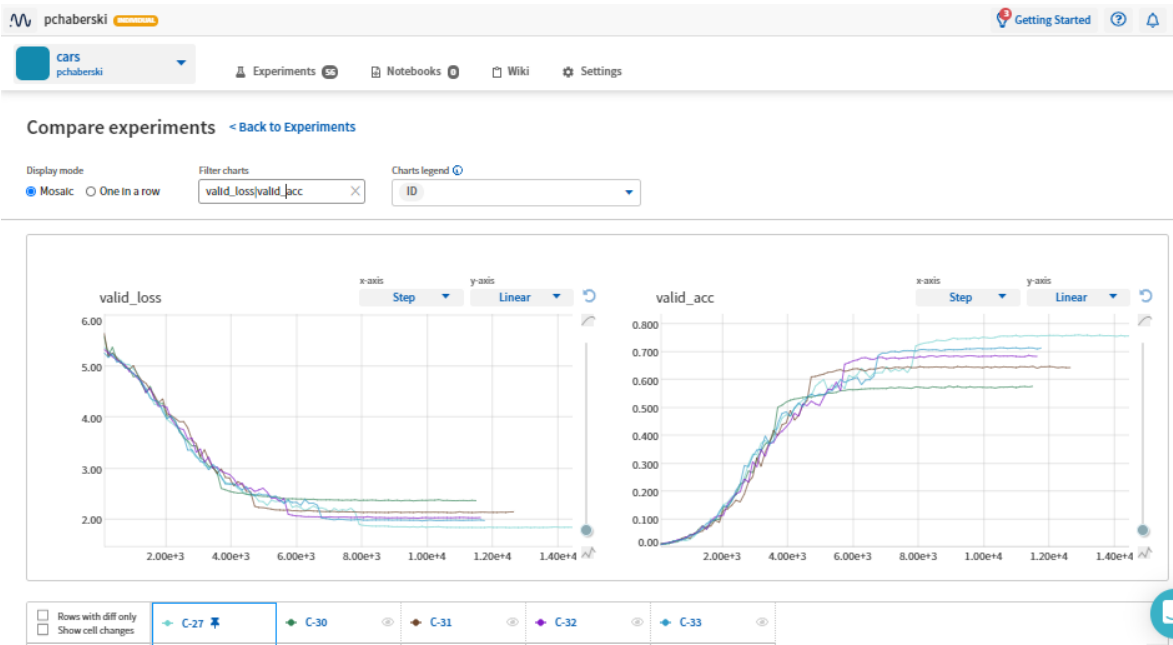 pchaberski INDIVIDUAL
3 Getting Started
cars
pchaberski
Experiments 56 Notebooks 0 Wiki Settings
Compare experiments < Back to Experiments
Display mode Filter charts Charts legend
Mosaic One in a row valid_loss|valid_acc ID
x-axis y-axis
valid_loss Step Linear
6.00
5.00
4.00
3.00
2.00
2.00e+3 4.00e+3 6.00e+3 8.00e+3 1.00e+4 1.20e+4 1.40e+4
x-axis y-axis
valid_acc Step Linear
0.800
0.700
0.600
0.500
0.400
0.300
0.200
0.100
0.00
2.00e+3 4.00e+3 6.00e+3 8.00e+3 1.00e+4 1.20e+4 1.40e+4
Rows with diff only
Show cell changes
C-27 C-30 C-31 C-32 C-33